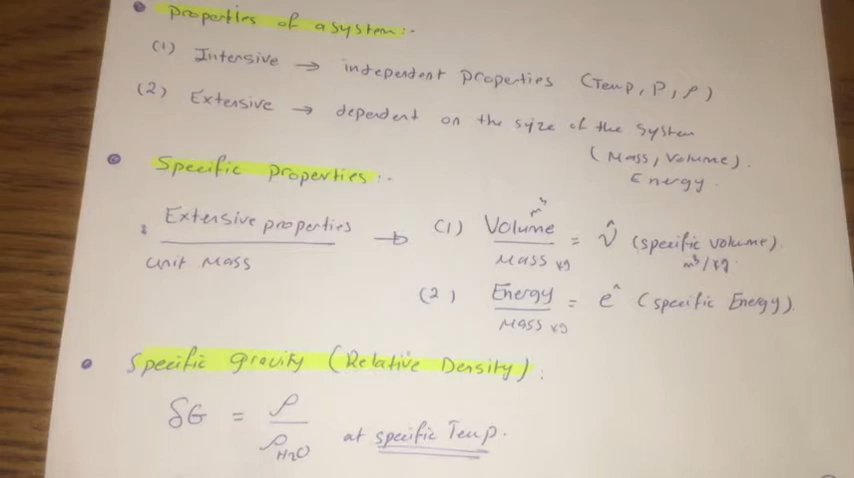 Properties of a system:-
(1) Intensive → independent properties (Temp, P, ρ)
(2) Extensive → dependent on the syze of the system
(Mass, Volume).
Energy.
Specific properties:-
: Extensive properties / unit Mass → (1) Volume m³ / Mass kg = v̂ (specific volume). m³/kg.
(2) Energy / Mass kg = ê (specific Energy).
Specific gravity (Relative Density):
SG = ρ / ρH2O at specific Temp.